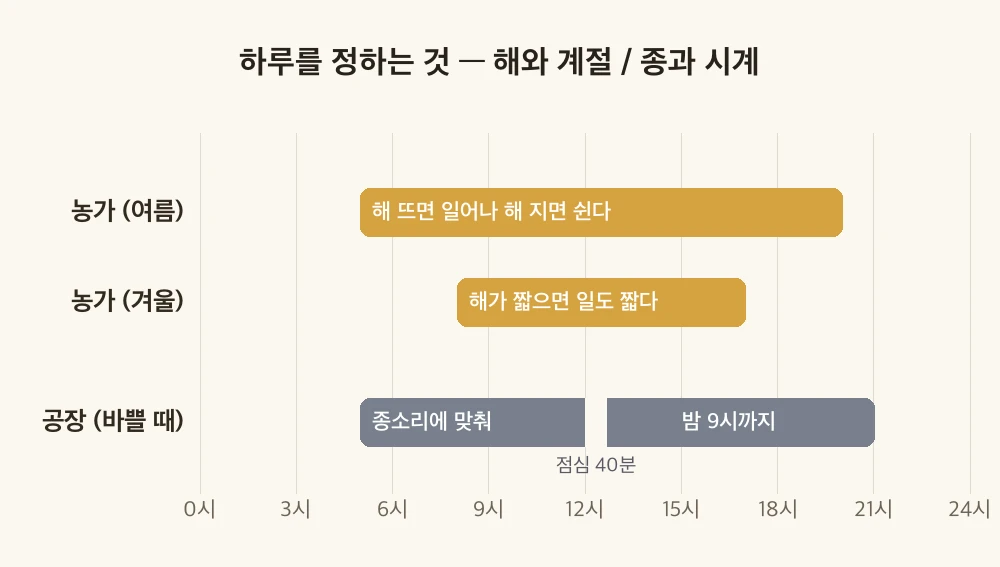 하루를 정하는 것 — 해와 계절 / 종과 시계
농가 (여름)
해 뜨면 일어나 해 지면 쉰다
농가 (겨울)
해가 짧으면 일도 짧다
공장 (바쁠 때)
종소리에 맞춰
밤 9시까지
점심 40분
0시 3시 6시 9시 12시 15시 18시 21시 24시